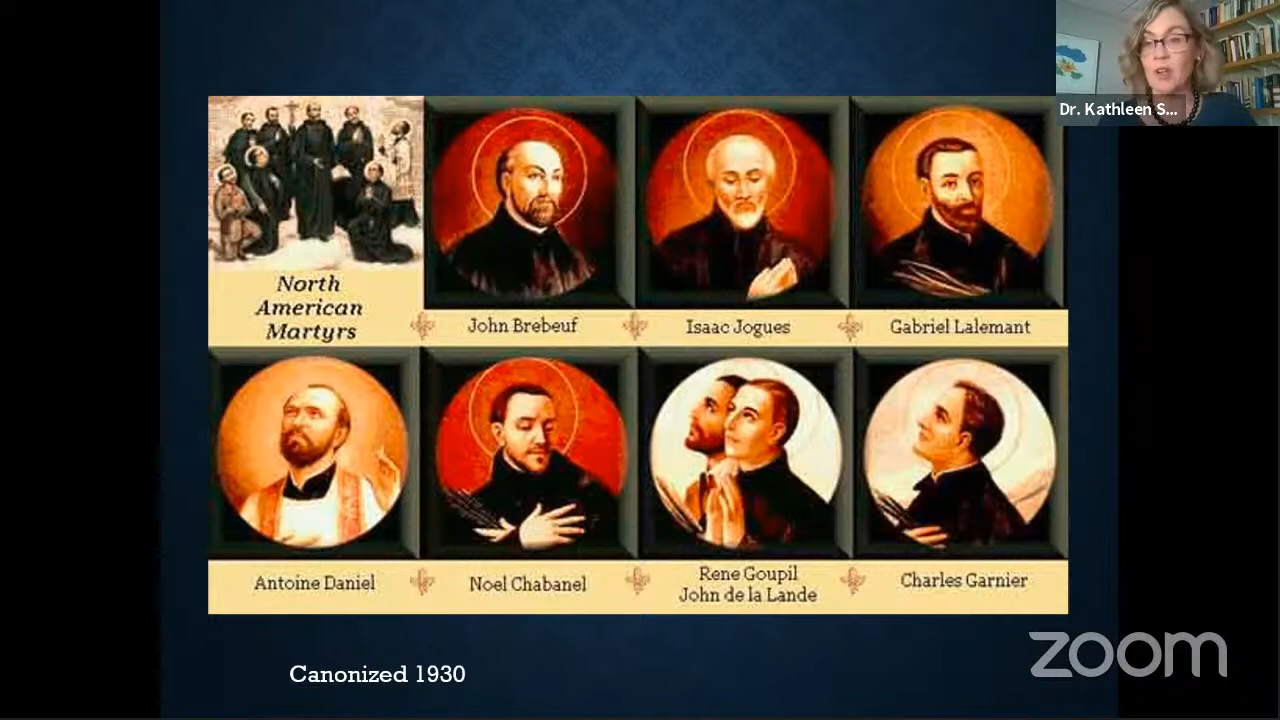 Dr. Kathleen S...
North
American
Martyrs
John Brebeuf
Isaac Jogues
Gabriel Lalemant
Antoine Daniel
Noel Chabanel
Rene Goupil
John de la Lande
Charles Garnier
Canonized 1930
zoom